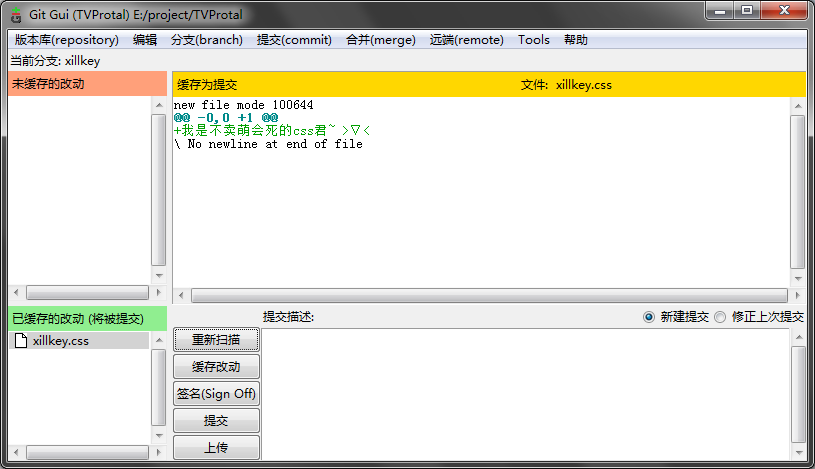 Git Gui (TVProtal) E:/project/TVProtal
版本库(repository) 编辑 分支(branch) 提交(commit) 合并(merge) 远端(remote) Tools 帮助
当前分支: xillkey
未缓存的改动
缓存为提交 文件: xillkey.css
new file mode 100644
@@ -0,0 +1 @@
+我是不卖萌会死的css君~ >▽<
\ No newline at end of file
已缓存的改动 (将被提交)
xillkey.css
提交描述: 新建提交 修正上次提交
重新扫描
缓存改动
签名(Sign Off)
提交
上传